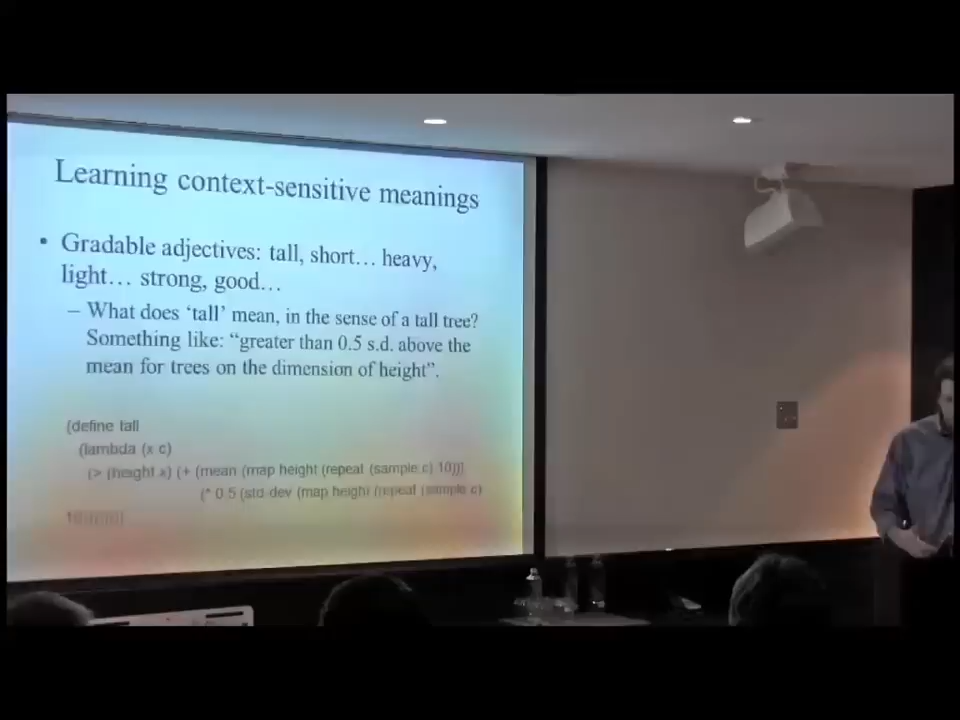 Learning context-sensitive meanings
• Gradable adjectives: tall, short… heavy,
light… strong, good…
– What does ‘tall’ mean, in the sense of a tall tree?
Something like: “greater than 0.5 s.d. above the
mean for trees on the dimension of height”.
(define tall
(lambda (x c)
(> (height x) (+ (mean (map height (repeat (sample c) 10)))
(* 0.5 (std-dev (map height (repeat (sample c)